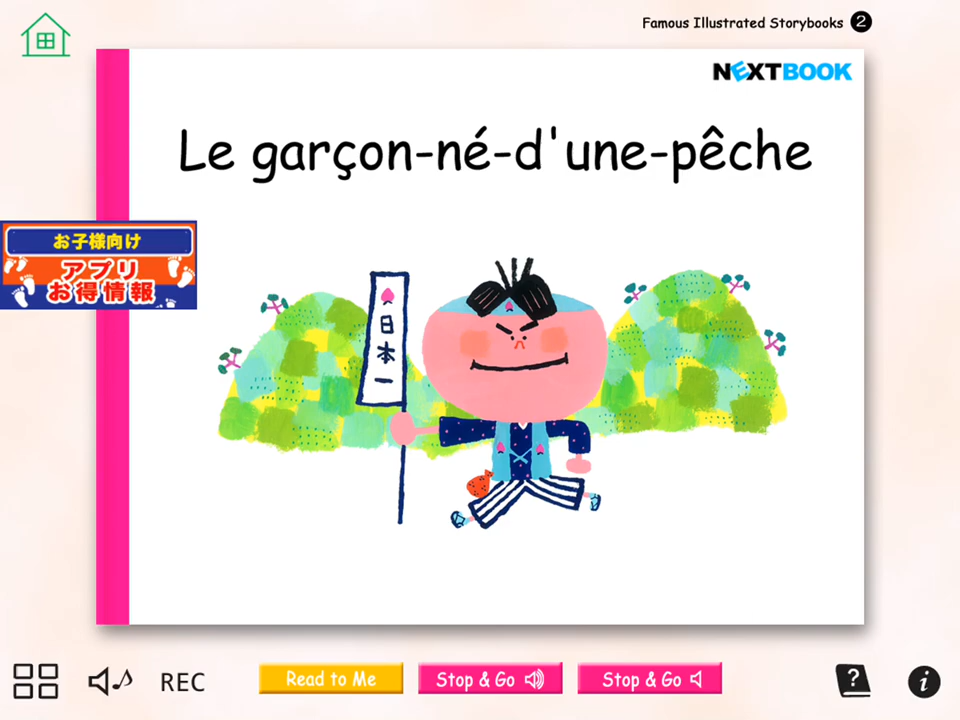 Famous Illustrated Storybooks 2
NEXTBOOK
Le garçon-né-d'une-pêche
お子様向け
アプリ
お得情報
日本一
REC
Read to Me
Stop & Go
Stop & Go
?
i